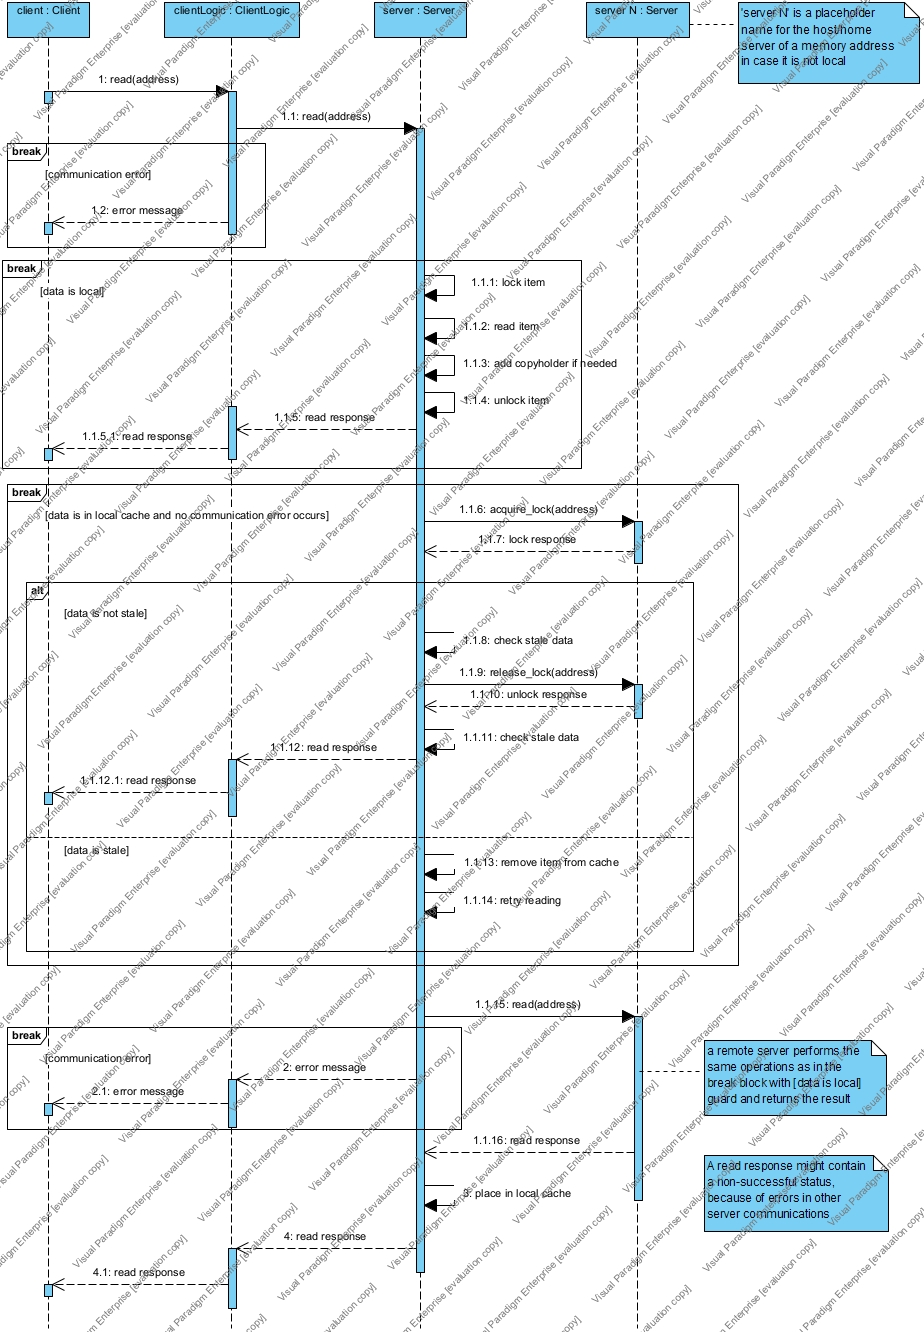 client : Client
clientLogic : ClientLogic
server : Server
server N : Server
'server N' is a placeholder
name for the host/home
server of a memory address
in case it is not local
1: read(address)
1.1: read(address)
break
[communication error]
1.2: error message
break
[data is local]
1.1.1: lock item
1.1.2: read item
1.1.3: add copyholder if needed
1.1.4: unlock item
1.1.5: read response
1.1.5.1: read response
break
[data is in local cache and no communication error occurs]
1.1.6: acquire_lock(address)
1.1.7: lock response
alt
[data is not stale]
1.1.8: check stale data
1.1.9: release_lock(address)
1.1.10: unlock response
1.1.11: check stale data
1.1.12: read response
1.1.12.1: read response
[data is stale]
1.1.13: remove item from cache
1.1.14: retry reading
1.1.15: read(address)
break
[communication error]
2: error message
2.1: error message
a remote server performs the
same operations as in the
break block with [data is local]
guard and returns the result
1.1.16: read response
A read response might contain
a non-successful status,
because of errors in other
server communications
3: place in local cache
4: read response
4.1: read response
Visual Paradigm Enterprise [evaluation copy]